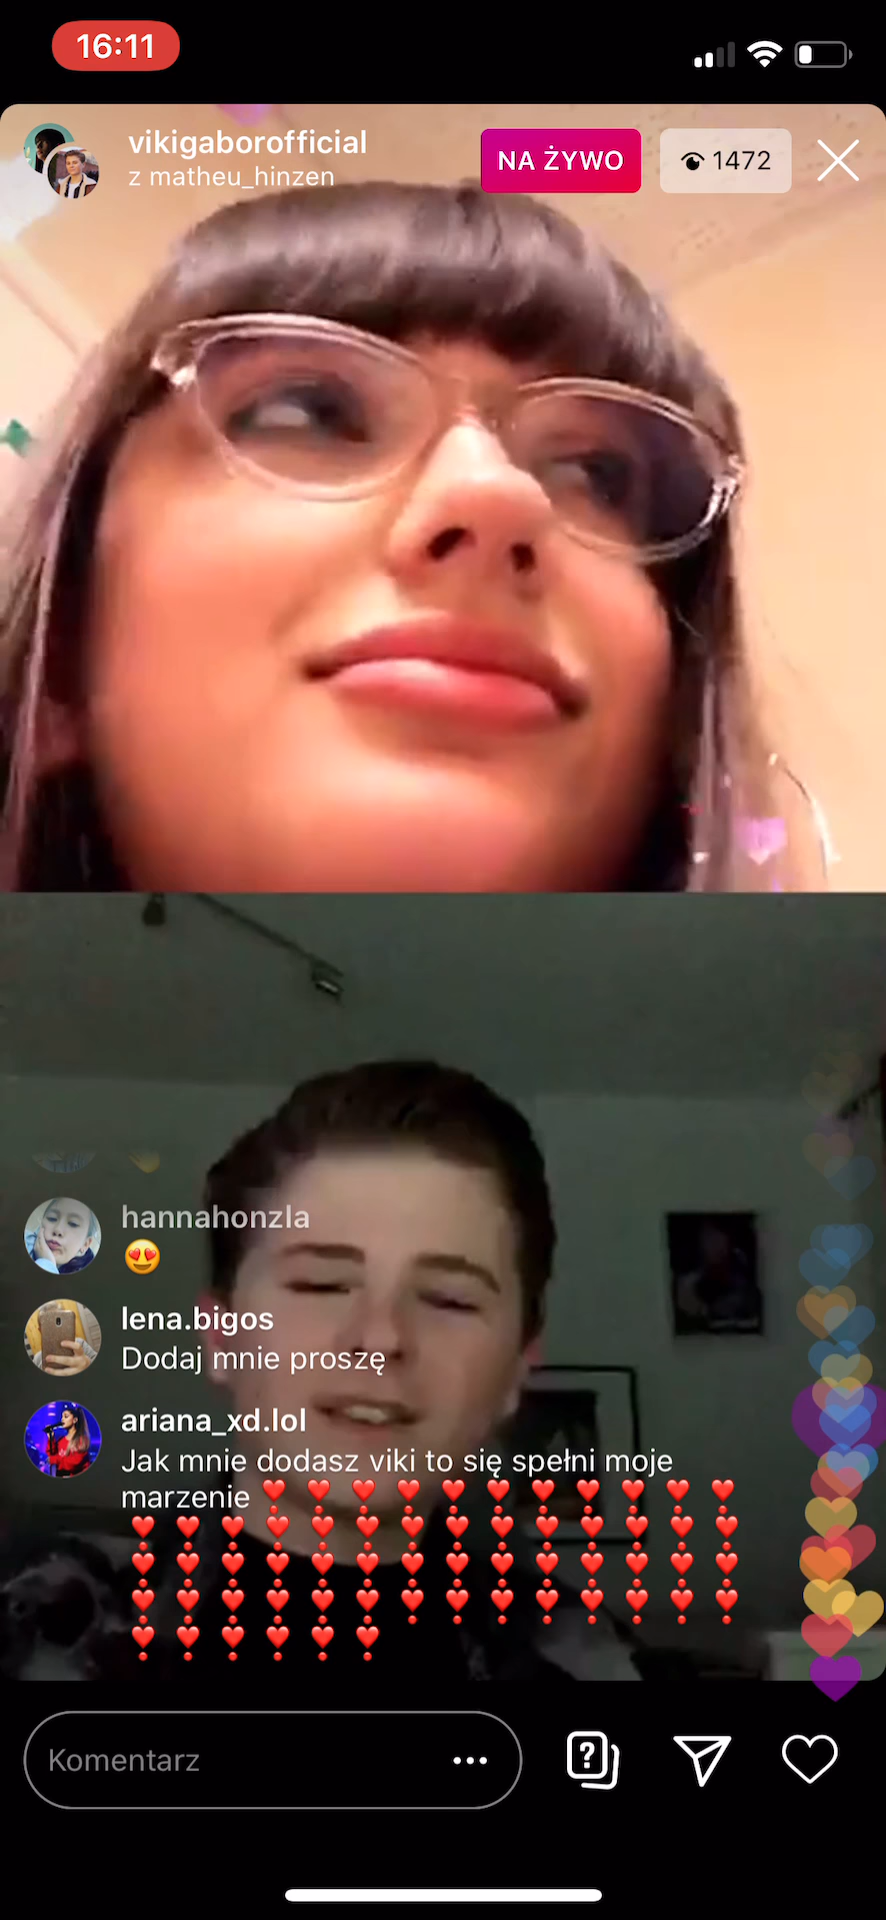 16:11
vikigaborofficial
z matheu_hinzen
NA ŻYWO
1472
hannahonzla
😍
lena.bigos
Dodaj mnie proszę
ariana_xd.lol
Jak mnie dodasz viki to się spełni moje
marzenie ❣❣❣❣❣❣❣❣❣❣❣
❣❣❣❣❣❣❣❣❣❣❣❣❣❣
❣❣❣❣❣❣❣❣❣❣❣❣❣❣
❣❣❣❣❣❣❣❣❣❣❣❣❣❣
❣❣❣❣❣❣
Komentarz